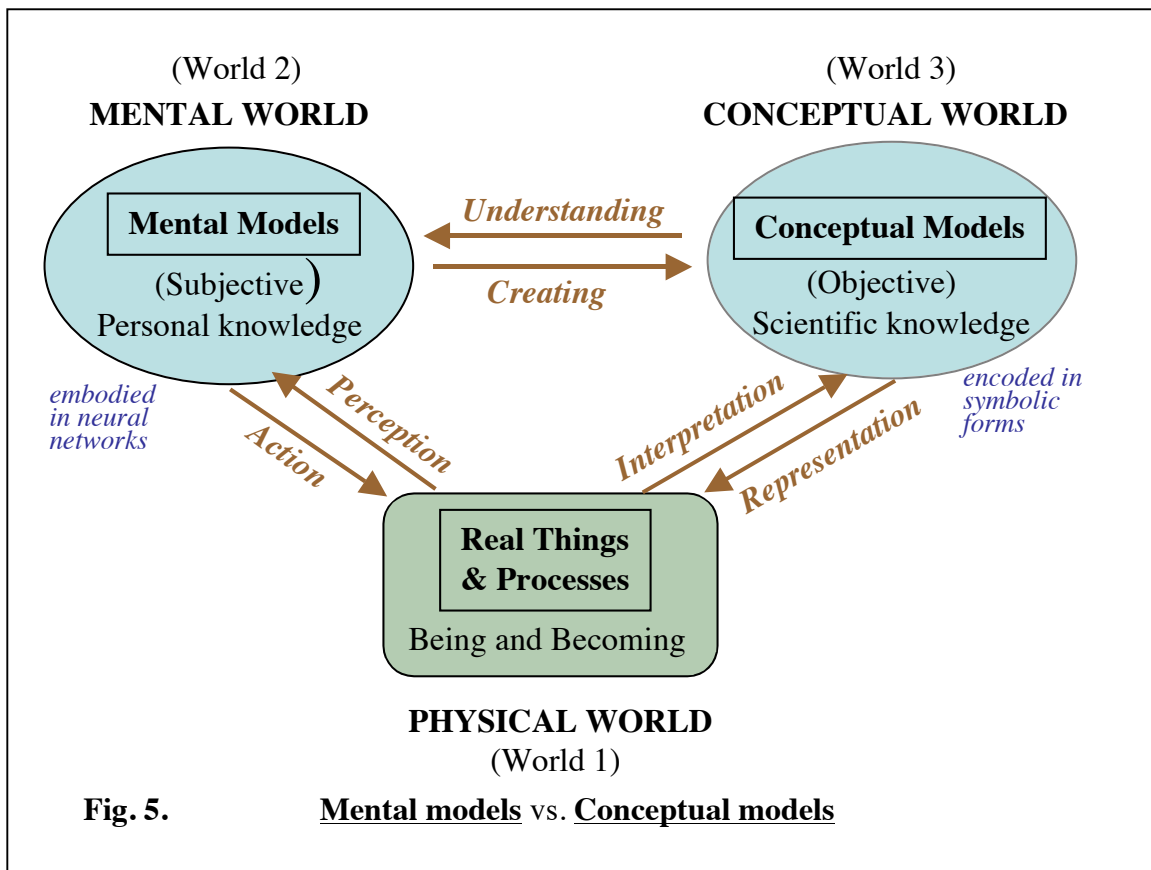 (World 2)
MENTAL WORLD
(World 3)
CONCEPTUAL WORLD
Mental Models
(Subjective)
Personal knowledge
Understanding
Creating
Conceptual Models
(Objective)
Scientific knowledge
embodied
in neural
networks
Action
Perception
Interpretation
Representation
encoded in
symbolic
forms
Real Things
& Processes
Being and Becoming
PHYSICAL WORLD
(World 1)
Fig. 5. Mental models vs. Conceptual models